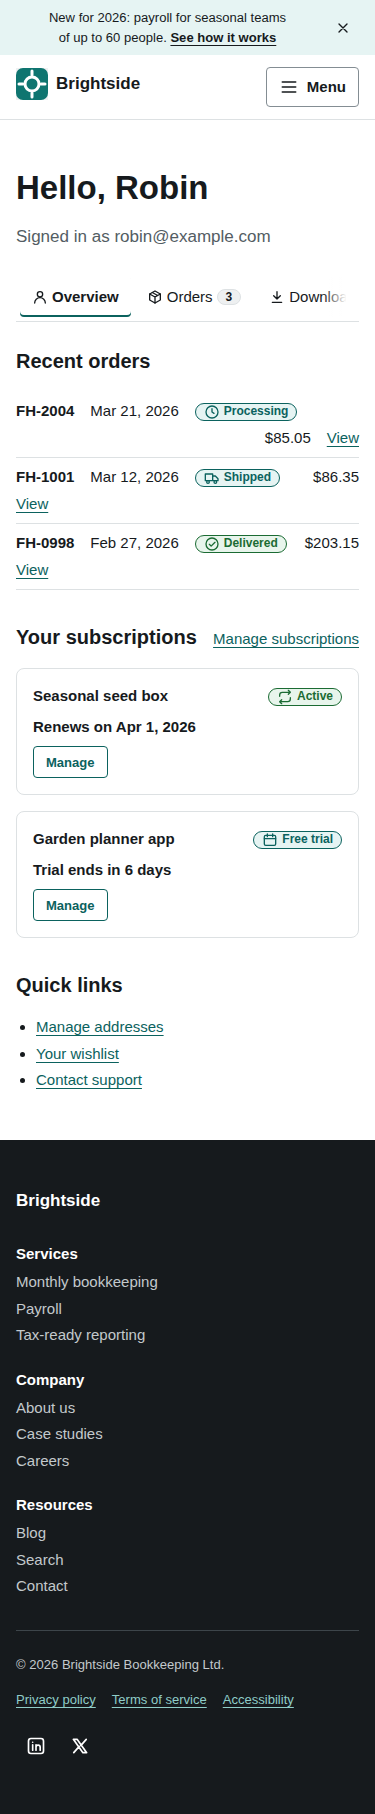 New for 2026: payroll for seasonal teams
of up to 60 people. See how it works
Brightside
Menu
Hello, Robin
Signed in as robin@example.com
Overview Orders 3 Downloa
Recent orders
FH-2004 Mar 21, 2026 Processing
$85.05 View
FH-1001 Mar 12, 2026 Shipped $86.35
View
FH-0998 Feb 27, 2026 Delivered $203.15
View
Your subscriptions Manage subscriptions
Seasonal seed box Active
Renews on Apr 1, 2026
Manage
Garden planner app Free trial
Trial ends in 6 days
Manage
Quick links
Manage addresses
Your wishlist
Contact support
Brightside
Services
Monthly bookkeeping
Payroll
Tax-ready reporting
Company
About us
Case studies
Careers
Resources
Blog
Search
Contact
© 2026 Brightside Bookkeeping Ltd.
Privacy policy Terms of service Accessibility